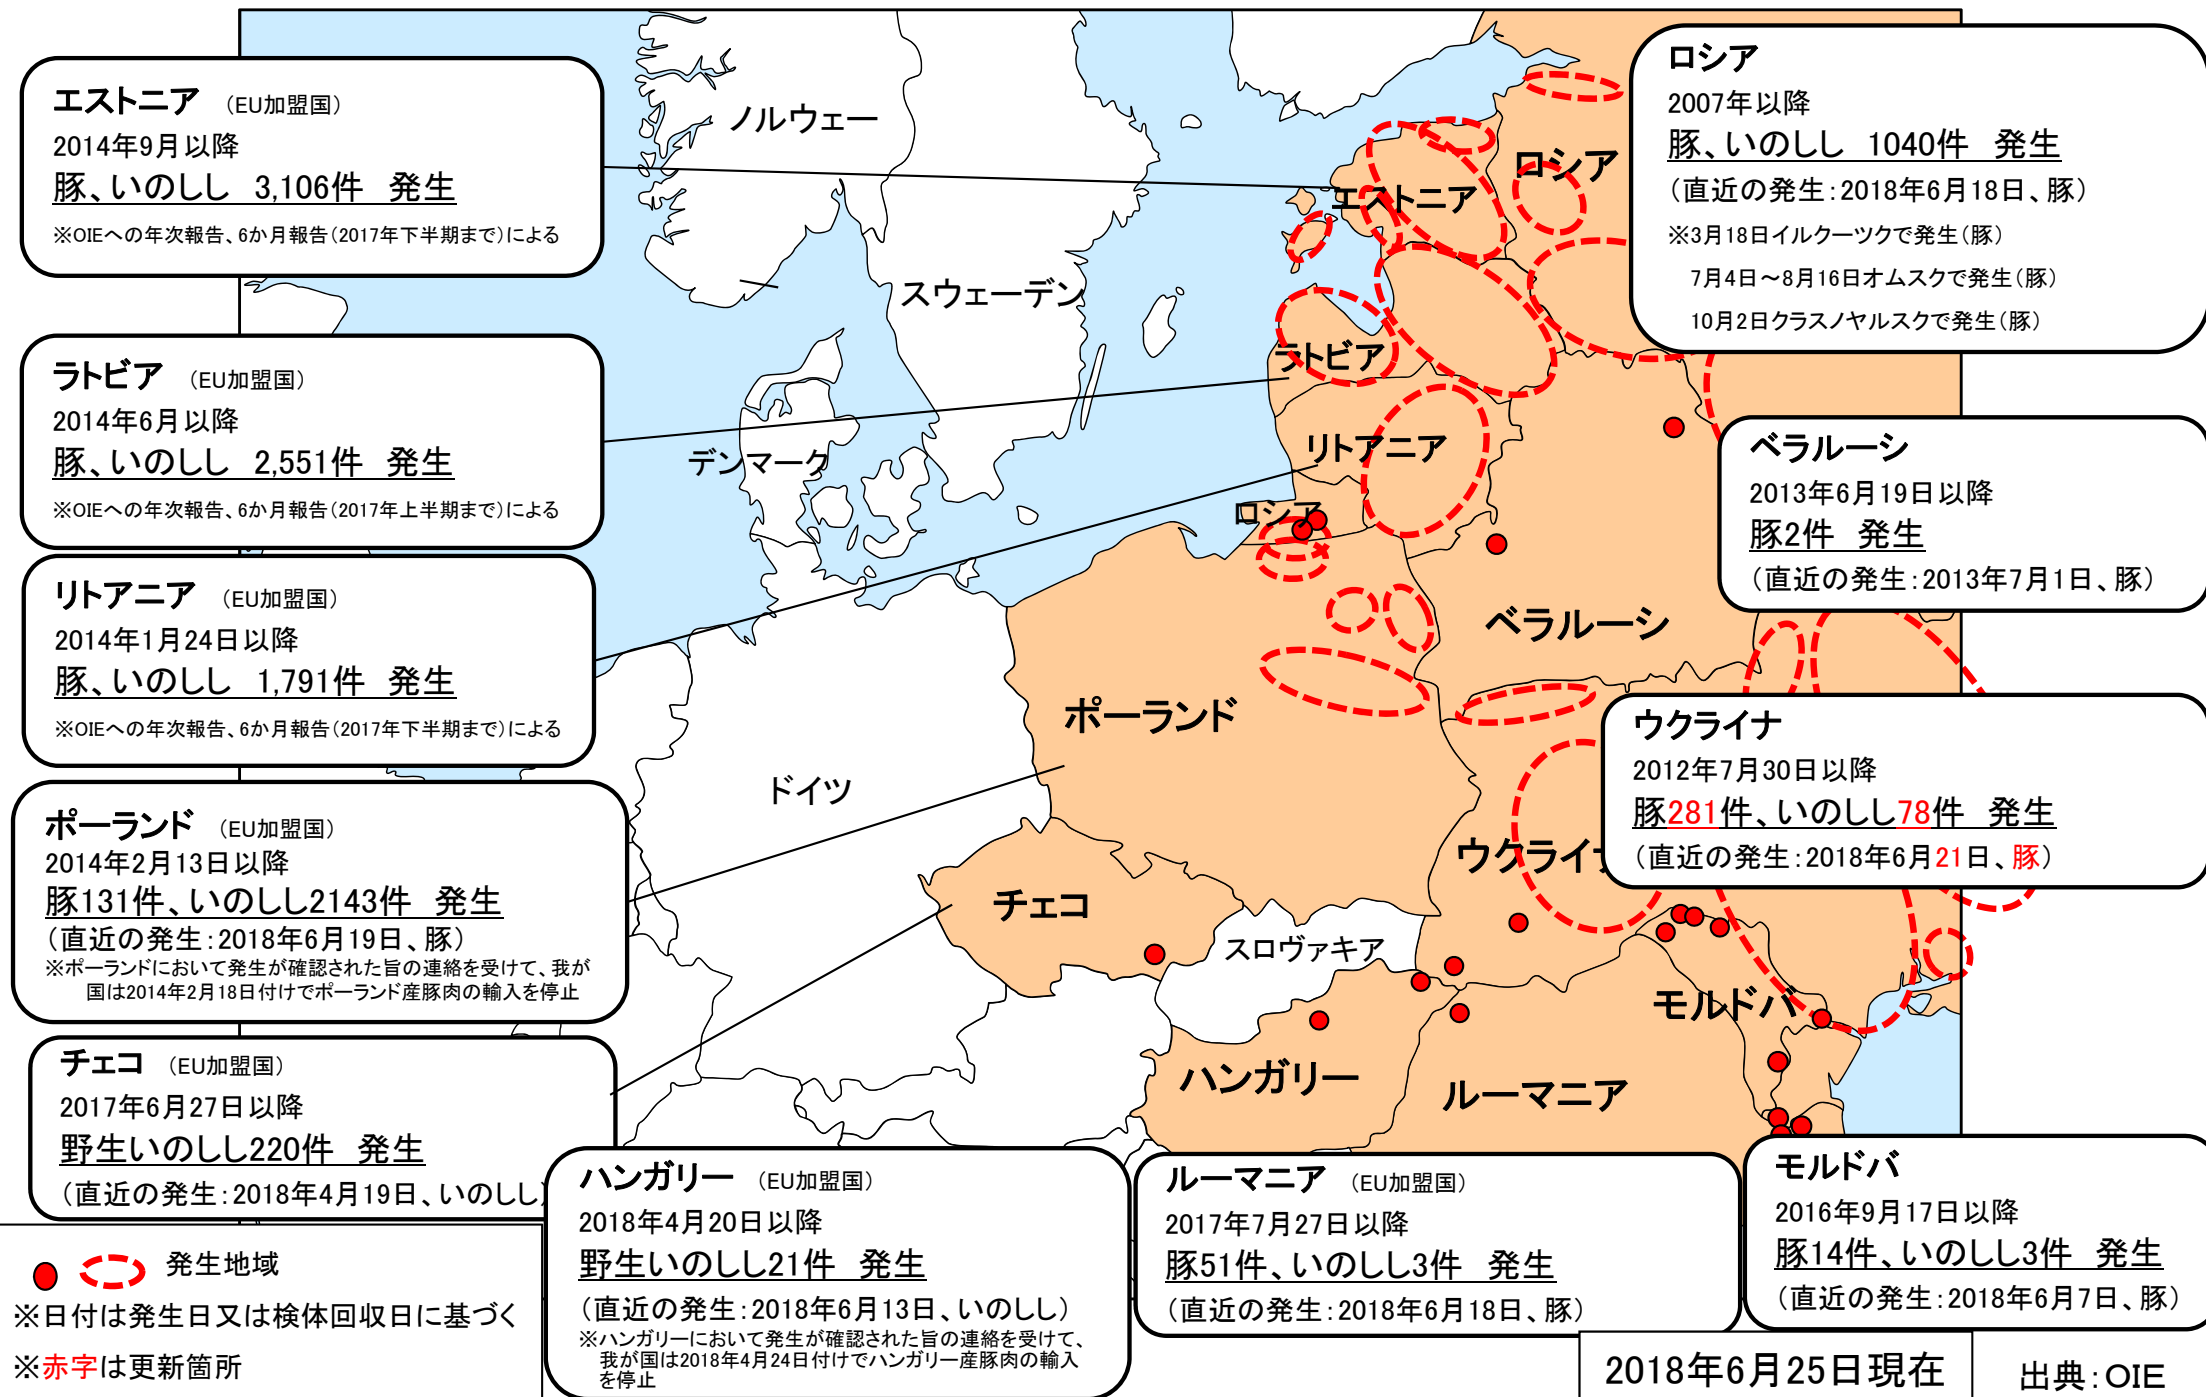 エストニア （EU加盟国）
2014年9月以降
豚、いのしし 3,106件 発生
※OIEへの年次報告、6か月報告（2017年下半期まで）による
ラトビア （EU加盟国）
2014年6月以降
豚、いのしし 2,551件 発生
※OIEへの年次報告、6か月報告（2017年上半期まで）による
リトアニア （EU加盟国）
2014年1月24日以降
豚、いのしし 1,791件 発生
※OIEへの年次報告、6か月報告（2017年下半期まで）による
ポーランド （EU加盟国）
2014年2月13日以降
豚131件、いのしし2143件 発生
（直近の発生：2018年6月19日、豚）
※ポーランドにおいて発生が確認された旨の連絡を受けて、我が
国は2014年2月18日付けでポーランド産豚肉の輸入を停止
チェコ （EU加盟国）
2017年6月27日以降
野生いのしし220件 発生
（直近の発生：2018年4月19日、いのしし）
発生地域
※日付は発生日又は検体回収日に基づく
※赤字は更新箇所
ハンガリー （EU加盟国）
2018年4月20日以降
野生いのしし21件 発生
（直近の発生：2018年6月13日、いのしし）
※ハンガリーにおいて発生が確認された旨の連絡を受けて、
我が国は2018年4月24日付けでハンガリー産豚肉の輸入
を停止
ルーマニア （EU加盟国）
2017年7月27日以降
豚51件、いのしし3件 発生
（直近の発生：2018年6月18日、豚）
モルドバ
2016年9月17日以降
豚14件、いのしし3件 発生
（直近の発生：2018年6月7日、豚）
ロシア
2007年以降
豚、いのしし 1040件 発生
（直近の発生：2018年6月18日、豚）
※3月18日イルクーツクで発生（豚）
7月4日～8月16日オムスクで発生（豚）
10月2日クラスノヤルスクで発生（豚）
ベラルーシ
2013年6月19日以降
豚2件 発生
（直近の発生：2013年7月1日、豚）
ウクライナ
2012年7月30日以降
豚281件、いのしし78件 発生
（直近の発生：2018年6月21日、豚）
ノルウェー
スウェーデン
デンマーク
ドイツ
エストニア
ロシア
ラトビア
リトアニア
ロシア
ベラルーシ
ポーランド
ウクライナ
チェコ
スロヴァキア
モルドバ
ハンガリー
ルーマニア
2018年6月25日現在
出典：OIE